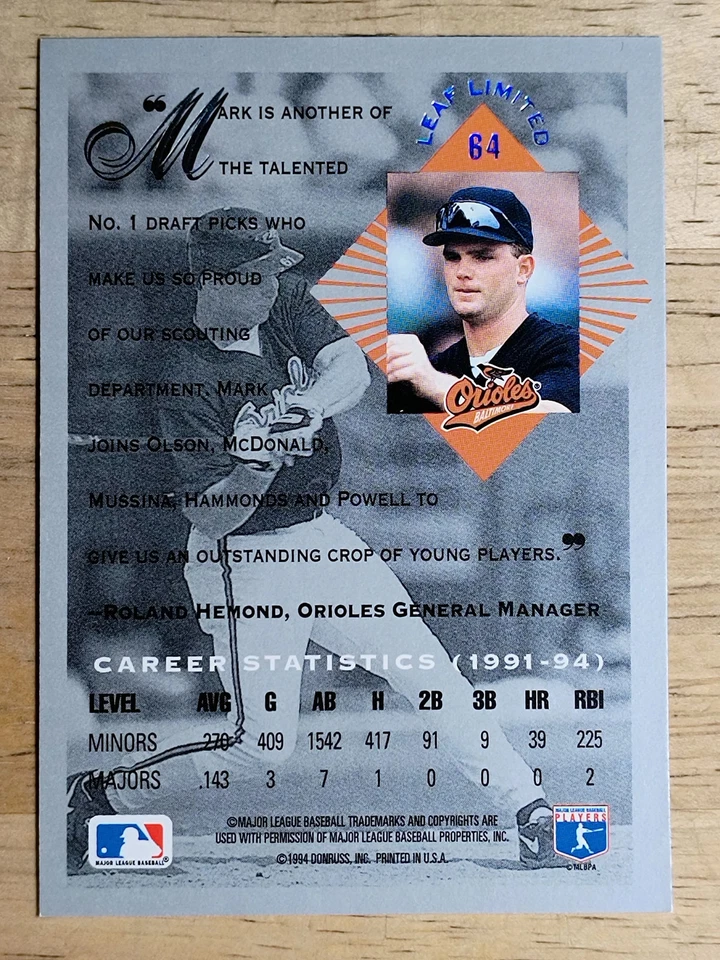 LEAF LIMITED
64
“MARK IS ANOTHER OF
THE TALENTED
NO. 1 DRAFT PICKS WHO
MAKE US SO PROUD
OF OUR SCOUTING
DEPARTMENT. MARK
JOINS OLSON, MCDONALD,
MUSSINA, HAMMONDS AND POWELL TO
GIVE US AN OUTSTANDING CROP OF YOUNG PLAYERS.”
–ROLAND HEMOND, ORIOLES GENERAL MANAGER
Orioles®
BALTIMORE
CAREER STATISTICS (1991-94)
LEVEL AVG G AB H 2B 3B HR RBI
MINORS .270 409 1542 417 91 9 39 225
MAJORS .143 3 7 1 0 0 0 2
©MAJOR LEAGUE BASEBALL TRADEMARKS AND COPYRIGHTS ARE
USED WITH PERMISSION OF MAJOR LEAGUE BASEBALL PROPERTIES, INC.
©1994 DONRUSS, INC. PRINTED IN U.S.A.
MAJOR LEAGUE BASEBALL®
MAJOR LEAGUE BASEBALL
PLAYERS
©MLBPA